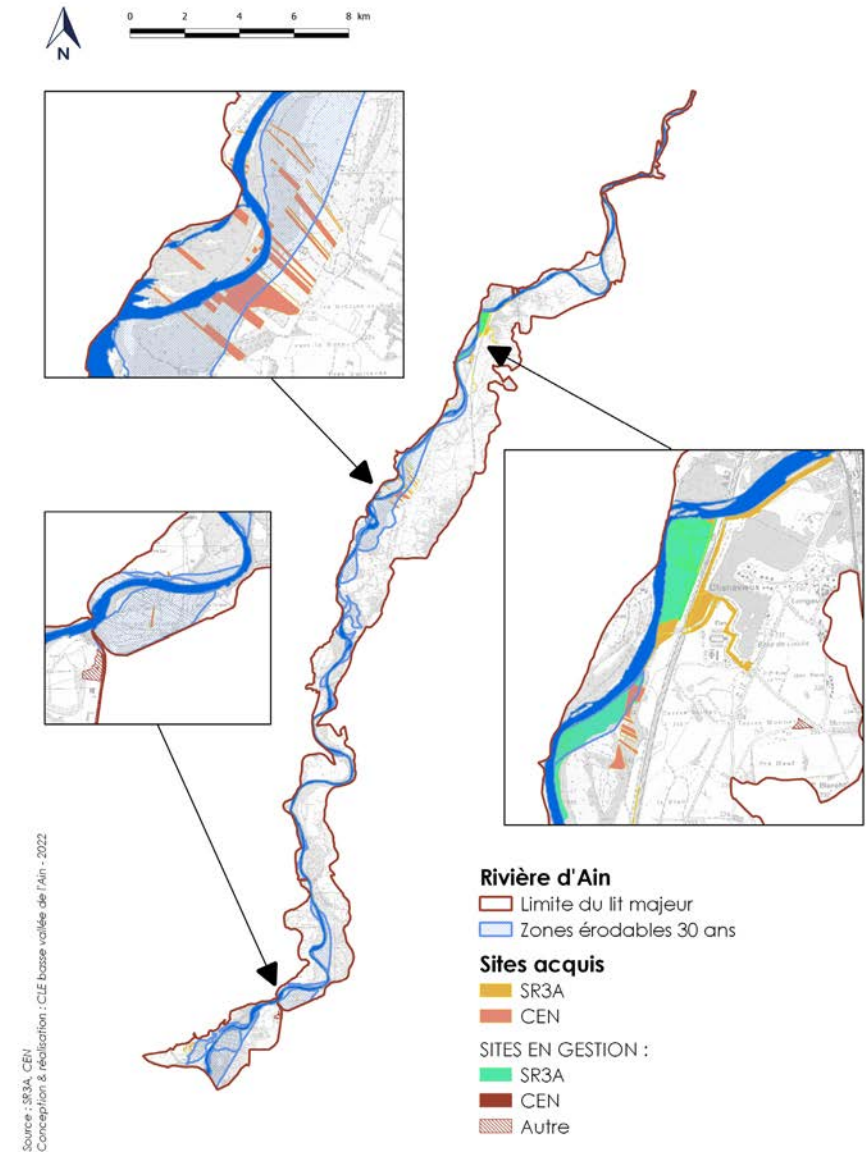 N
0 2 4 6 8 km
Chazevieux
Rivière d'Ain
Limite du lit majeur
Zones érodables 30 ans
Sites acquis
SR3A
CEN
SITES EN GESTION :
SR3A
CEN
Autre
Source : SR3A, CEN
Conception & réalisation : CLE basse vallée de l'Ain - 2022